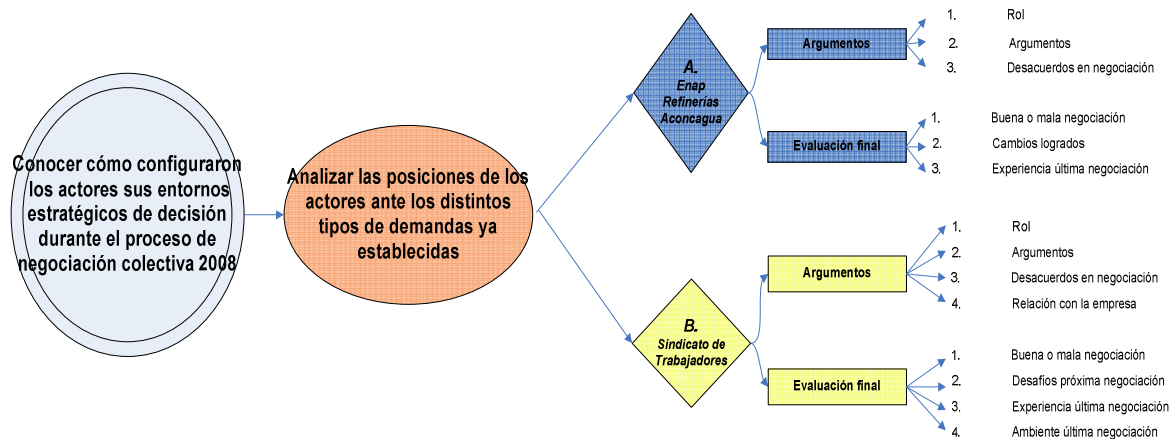 Conocer cómo configuraron
los actores sus entornos
estratégicos de decisión
durante el proceso de
negociación colectiva 2008
Analizar las posiciones de los
actores ante los distintos
tipos de demandas ya
establecidas
A.
Enap
Refinerías
Aconcagua
Argumentos
1. Rol
2. Argumentos
3. Desacuerdos en negociación
Evaluación final
1. Buena o mala negociación
2. Cambios logrados
3. Experiencia última negociación
B.
Sindicato de
Trabajadores
Argumentos
1. Rol
2. Argumentos
3. Desacuerdos en negociación
4. Relación con la empresa
Evaluación final
1. Buena o mala negociación
2. Desafíos próxima negociación
3. Experiencia última negociación
4. Ambiente última negociación